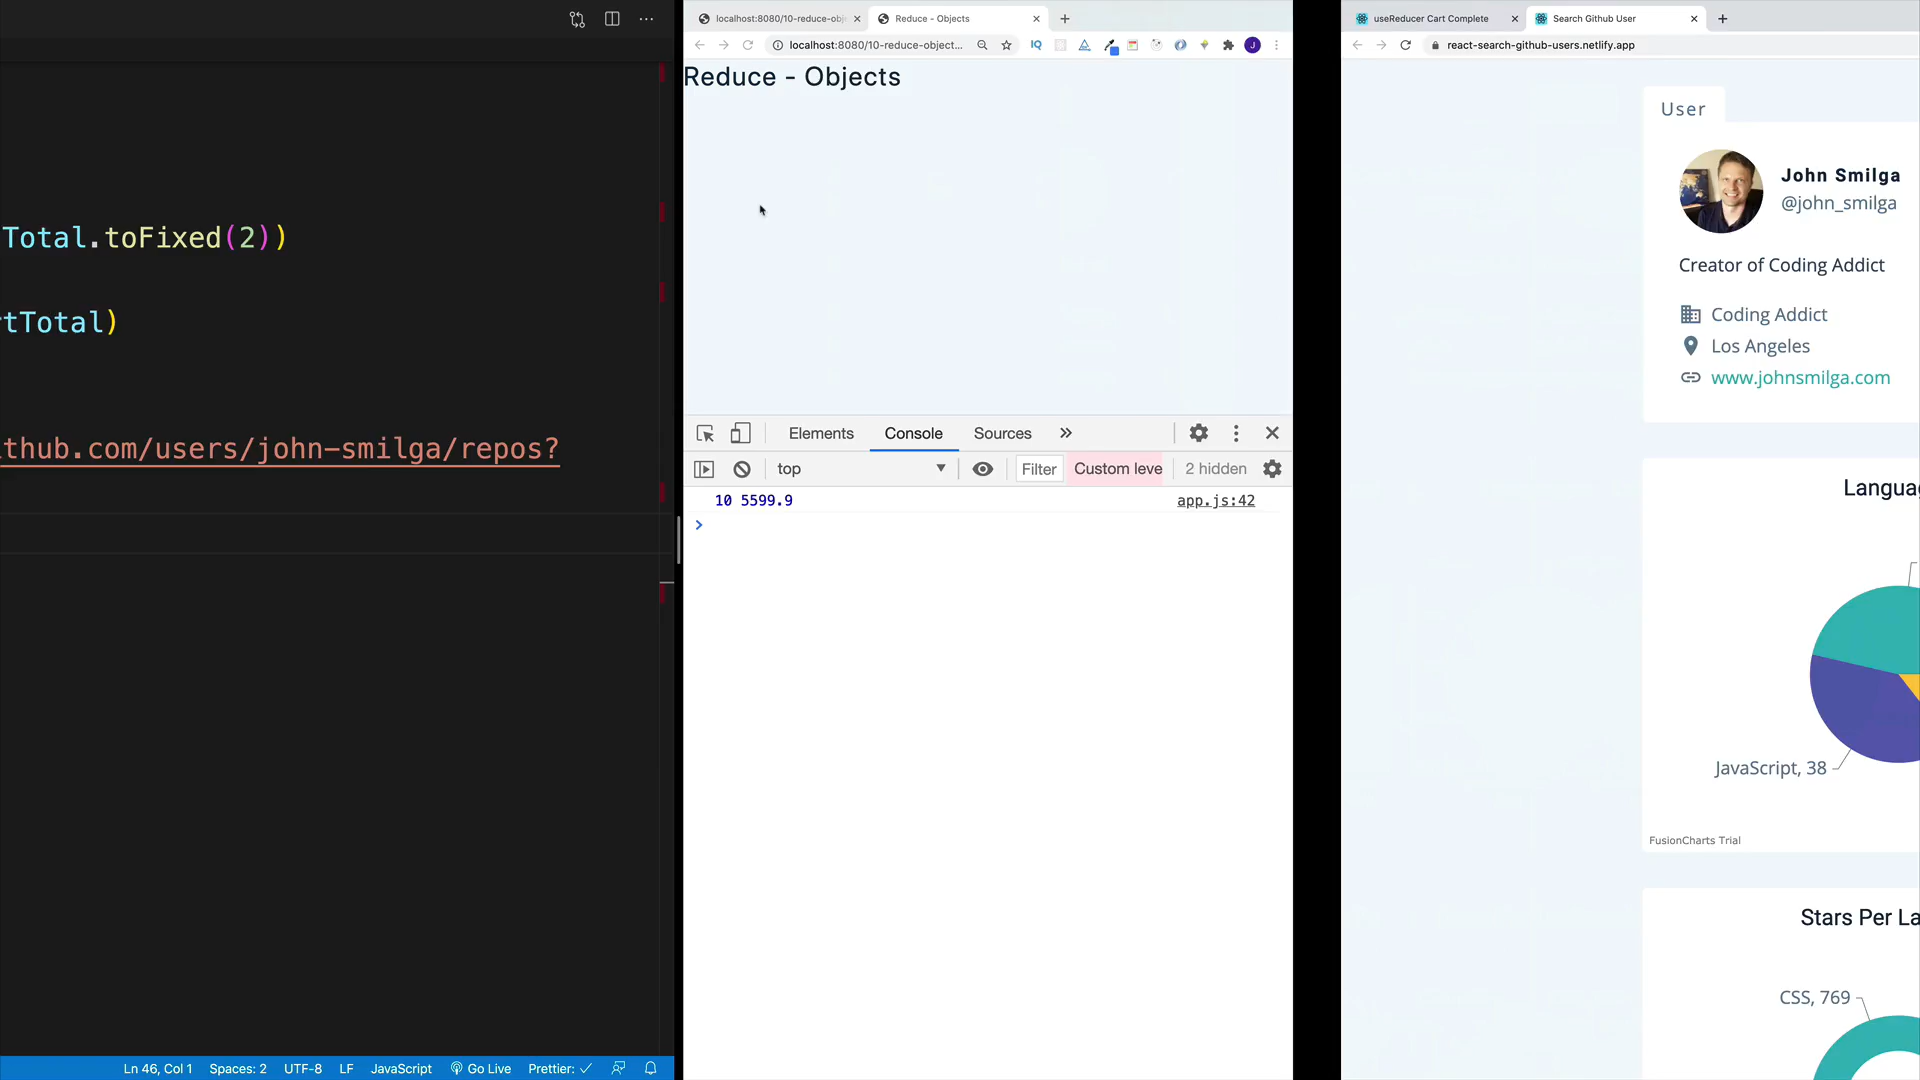 Total.toFixed(2))
tTotal)
thub.com/users/john-smilga/repos?
Ln 46, Col 1 Spaces: 2 UTF-8 LF JavaScript Go Live Prettier:
localhost:8080/10-reduce-obj
Reduce - Objects
localhost:8080/10-reduce-object...
IQ
J
Reduce - Objects
Elements Console Sources
top Filter Custom leve 2 hidden
10 5599.9 app.js:42
useReducer Cart Complete
Search Github User
react-search-github-users.netlify.app
User
John Smilga
@john_smilga
Creator of Coding Addict
Coding Addict
Los Angeles
www.johnsmilga.com
Langua
JavaScript, 38
FusionCharts Trial
Stars Per La
CSS, 769